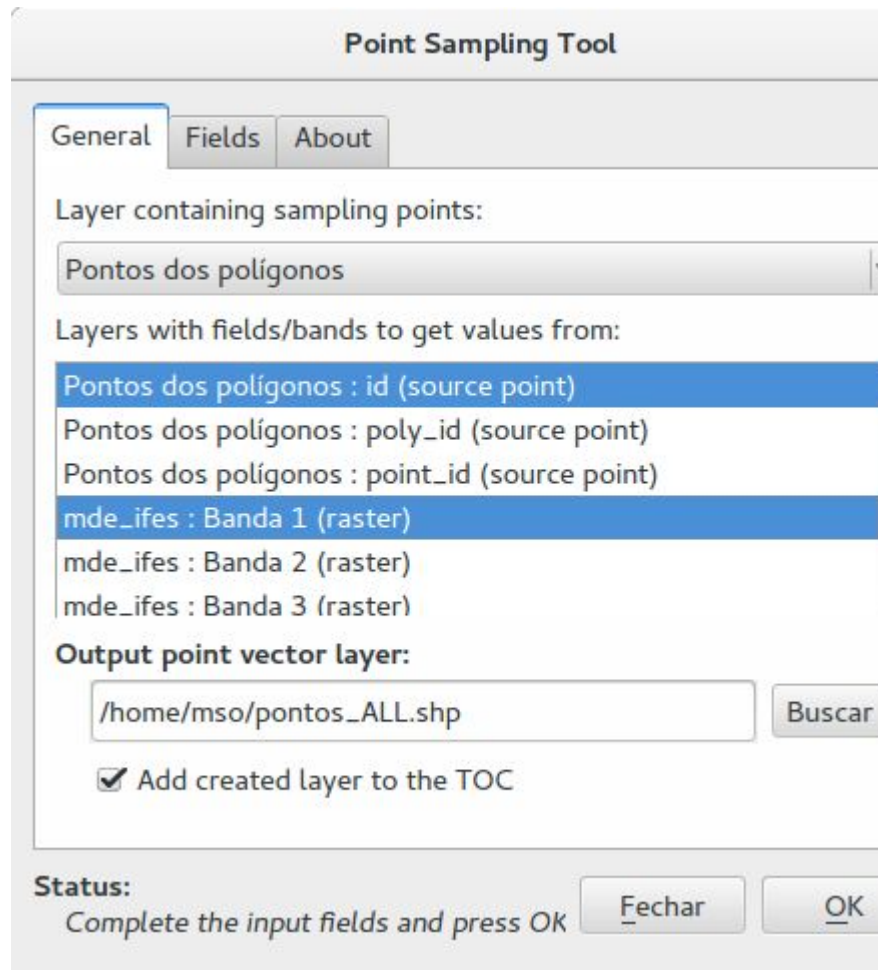 Point Sampling Tool
General Fields About
Layer containing sampling points:
Pontos dos polígonos
Layers with fields/bands to get values from:
Pontos dos polígonos : id (source point)
Pontos dos polígonos : poly_id (source point)
Pontos dos polígonos : point_id (source point)
mde_ifes : Banda 1 (raster)
mde_ifes : Banda 2 (raster)
mde_ifes : Banda 3 (raster)
Output point vector layer:
/home/mso/pontos_ALL.shp Buscar
Add created layer to the TOC
Status:
Complete the input fields and press OK Fechar OK